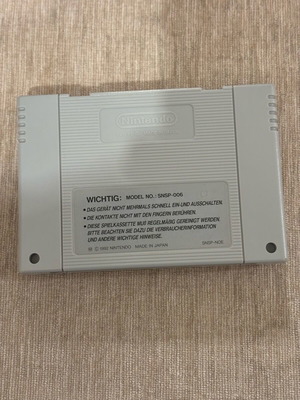 Nintendo
WICHTIG: MODEL NO.: SNSP-006
• DAS GERÄT NICHT MEHRMALS SCHNELL EIN- UND AUSSCHALTEN.
• DIE KONTAKTE NICHT MIT DEN FINGERN BERÜHREN.
• DIESE SPIELKASSETTE MUß REGELMÄßIG GEREINIGT WERDEN.
BITTE BEACHTEN SIE DAZU DIE VERBRAUCHERINFORMATION
UND ANDERE WICHTIGE HINWEISE.
© 1992 NINTENDO MADE IN JAPAN SNSP-NOE